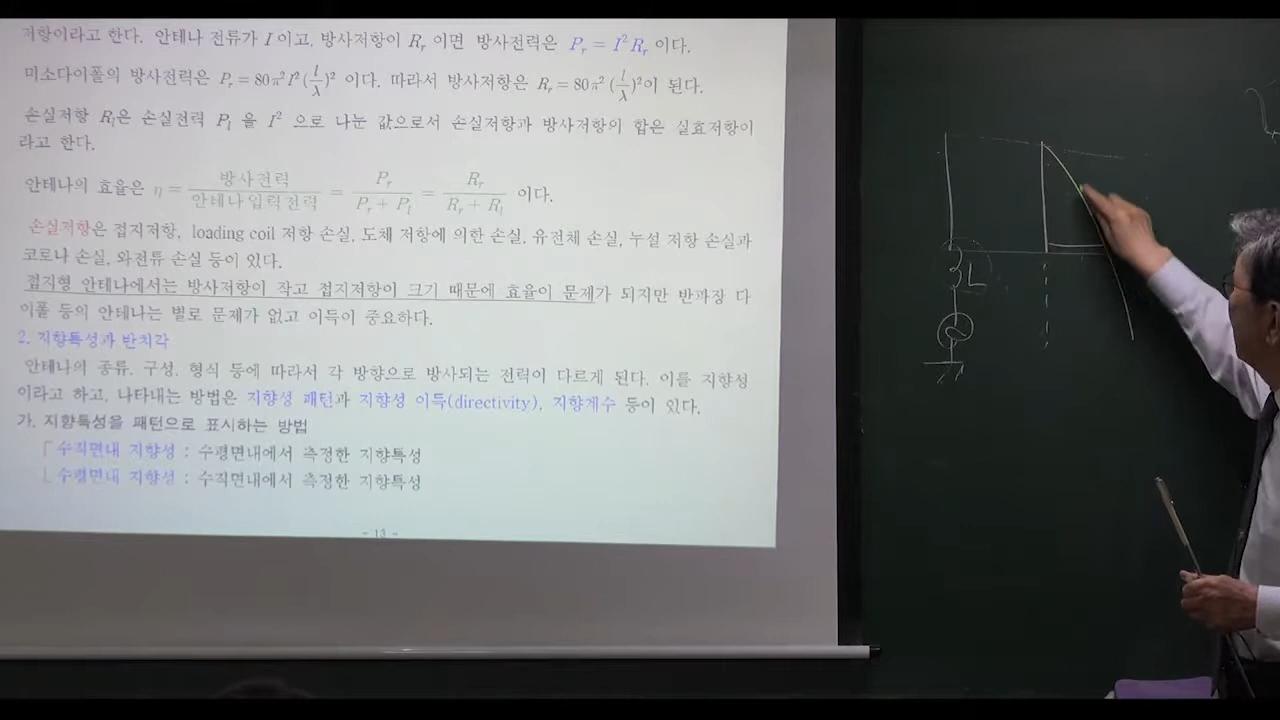 저항이라고 한다. 안테나 전류가 I 이고, 방사저항이 R_r 이면 방사전력은 P_r = I²R_r 이다.
미소다이폴의 방사전력은 P_r = 80π²I²(l/λ)² 이다. 따라서 방사저항은 R_r = 80π²(l/λ)²이 된다.
손실저항 R_l은 손실전력 P_l 을 I² 으로 나눈 값으로서 손실저항과 방사저항의 합은 실효저항이
라고 한다.
안테나의 효율은 η = 방사전력/안테나 입력전력 = P_r/(P_r + P_l) = R_r/(R_r + R_l) 이다.
손실저항은 접지저항, loading coil 저항 손실, 도체 저항에 의한 손실, 유전체 손실, 누설 저항 손실과
코로나 손실, 와전류 손실 등이 있다.
접지형 안테나에서는 방사저항이 작고 접지저항이 크기 때문에 효율이 문제가 되지만 반파장 다
이폴 등의 안테나는 별로 문제가 없고 이득이 중요하다.
2. 지향특성과 반치각
안테나의 종류, 구성, 형식 등에 따라서 각 방향으로 방사되는 전력이 다르게 된다. 이를 지향성
이라고 하고, 나타내는 방법은 지향성 패턴과 지향성 이득(directivity), 지향계수 등이 있다.
가. 지향특성을 패턴으로 표시하는 방법
「 수직면내 지향성 : 수평면내에서 측정한 지향특성
└ 수평면내 지향성 : 수직면내에서 측정한 지향특성
- 13 -
L